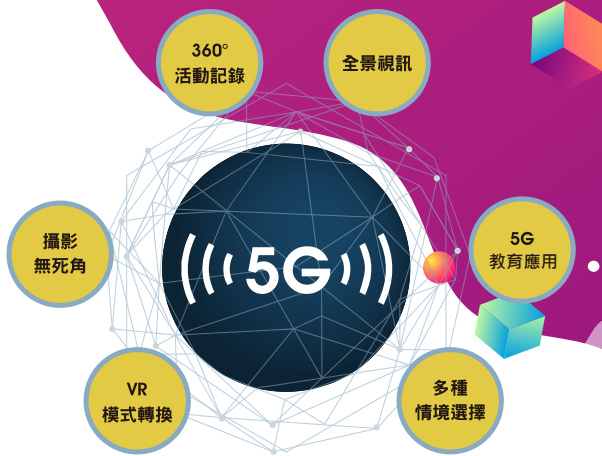 360°
活動記錄
全景視訊
攝影
無死角
5G
5G
教育應用
VR
模式轉換
多種
情境選擇